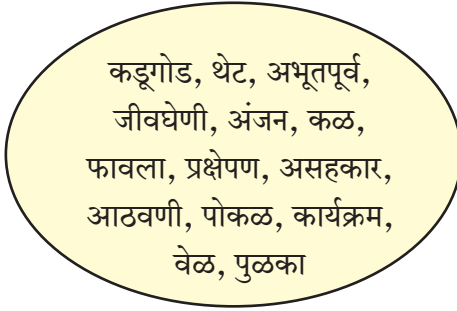 कडूगोड, थेट, अभूतपूर्व,
जीवघेणी, अंजन, कळ,
फावला, प्रक्षेपण, असहकार,
आठवणी, पोकळ, कार्यक्रम,
वेळ, पुळका